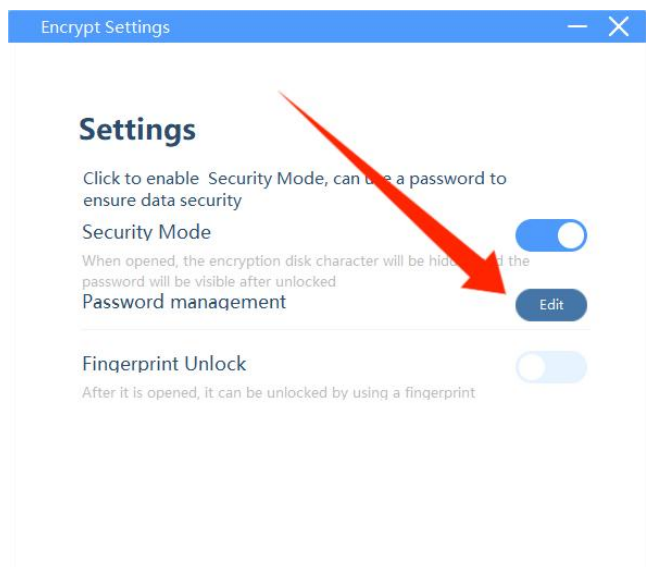 Encrypt Settings
Settings
Click to enable Security Mode, can a password to
ensure data security
Security Mode
When opened, the encryption disk character will be the
password will be visible after unlocked
Password management
Edit
Fingerprint Unlock
After it is opened, it can be unlocked by using a fingerprint